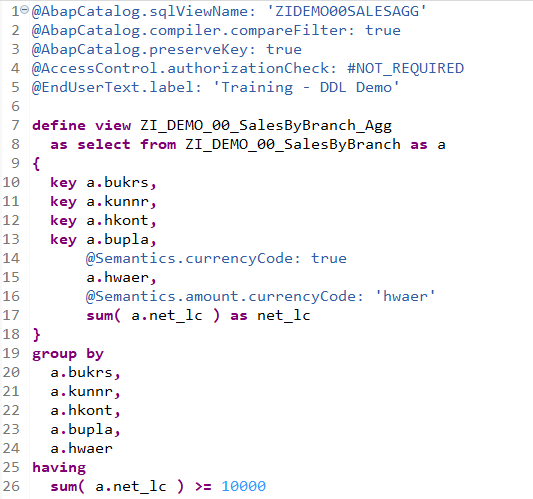 1 @AbapCatalog.sqlViewName: 'ZIDEMO00SALESAGG'
2 @AbapCatalog.compiler.compareFilter: true
3 @AbapCatalog.preserveKey: true
4 @AccessControl.authorizationCheck: #NOT_REQUIRED
5 @EndUserText.label: 'Training - DDL Demo'
6
7 define view ZI_DEMO_00_SalesByBranch_Agg
8   as select from ZI_DEMO_00_SalesByBranch as a
9 {
10   key a.bukrs,
11   key a.kunnr,
12   key a.hkont,
13   key a.bupla,
14       @Semantics.currencyCode: true
15       a.hwaer,
16       @Semantics.amount.currencyCode: 'hwaer'
17       sum( a.net_lc ) as net_lc
18 }
19 group by
20   a.bukrs,
21   a.kunnr,
22   a.hkont,
23   a.bupla,
24   a.hwaer
25 having
26   sum( a.net_lc ) >= 10000